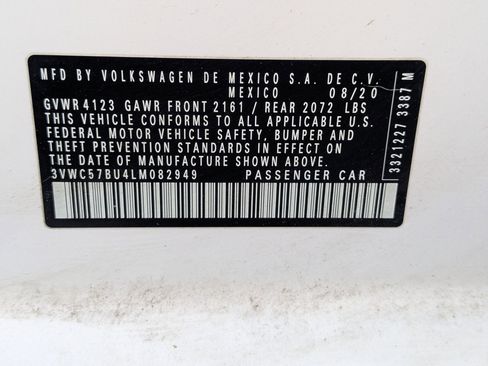 MFD BY VOLKSWAGEN DE MEXICO S.A. DE C.V.
MEXICO 08/20
GVWR 4123 GAWR FRONT 2161 / REAR 2072 LBS
THIS VEHICLE CONFORMS TO ALL APPLICABLE U.S.
FEDERAL MOTOR VEHICLE SAFETY, BUMPER AND
THEFT PREVENTION STANDARDS IN EFFECT ON THE
DATE OF MANUFACTURE SHOWN ABOVE
3VWC57BU4LM082949 PASSENGER CAR
3321227 3387 M